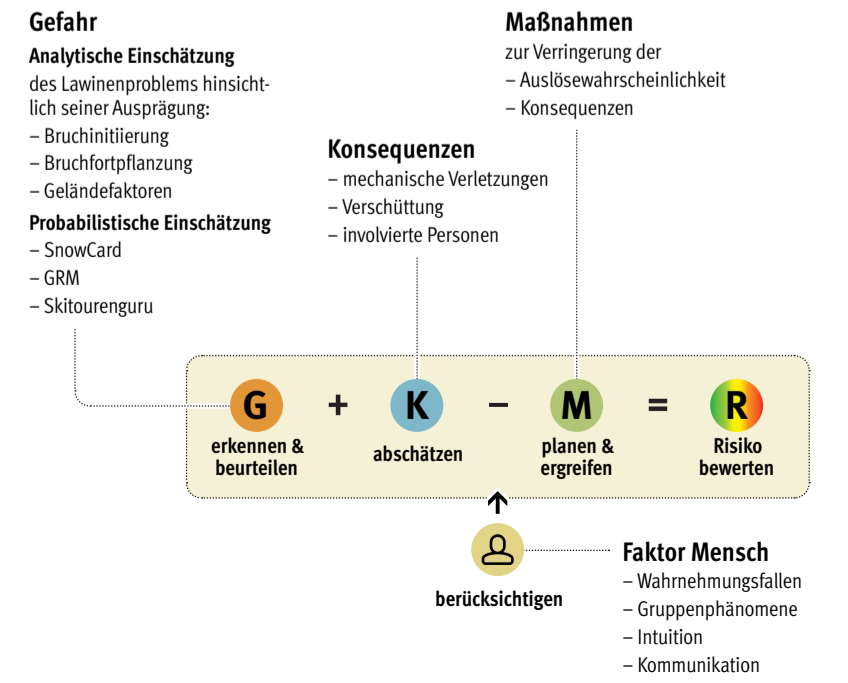 Gefahr
Analytische Einschätzung
des Lawinenproblems hinsicht-
lich seiner Ausprägung:
– Bruchinitiierung
– Bruchfortpflanzung
– Geländefaktoren
Probabilistische Einschätzung
– SnowCard
– GRM
– Skitourenguru
Konsequenzen
– mechanische Verletzungen
– Verschüttung
– involvierte Personen
Maßnahmen
zur Verringerung der
– Auslösewahrscheinlichkeit
– Konsequenzen
G + K – M = R
erkennen &
beurteilen
abschätzen
planen &
ergreifen
Risiko
bewerten
berücksichtigen
Faktor Mensch
– Wahrnehmungsfallen
– Gruppenphänomene
– Intuition
– Kommunikation